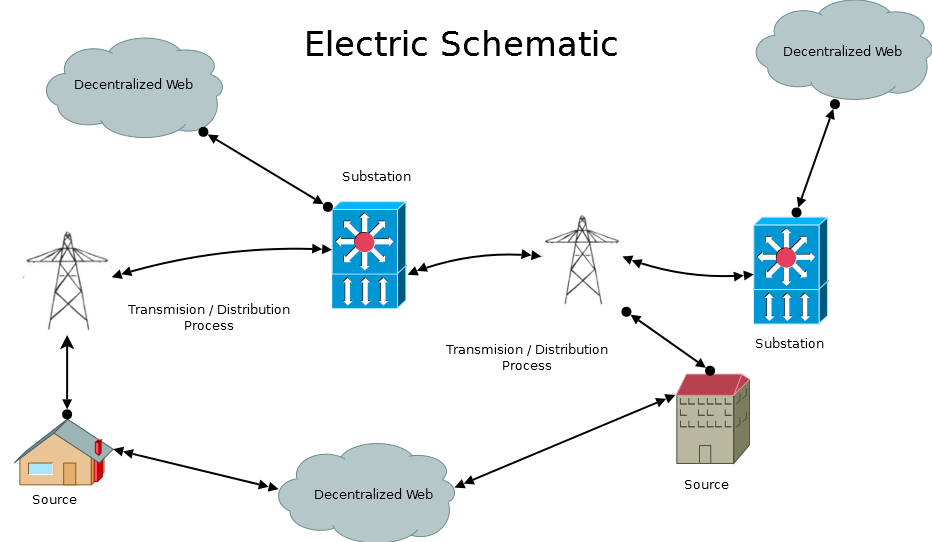 Electric Schematic
Decentralized Web
Decentralized Web
Substation
Transmision / Distribution
Process
Substation
Transmision / Distribution
Process
Source
Decentralized Web
Source